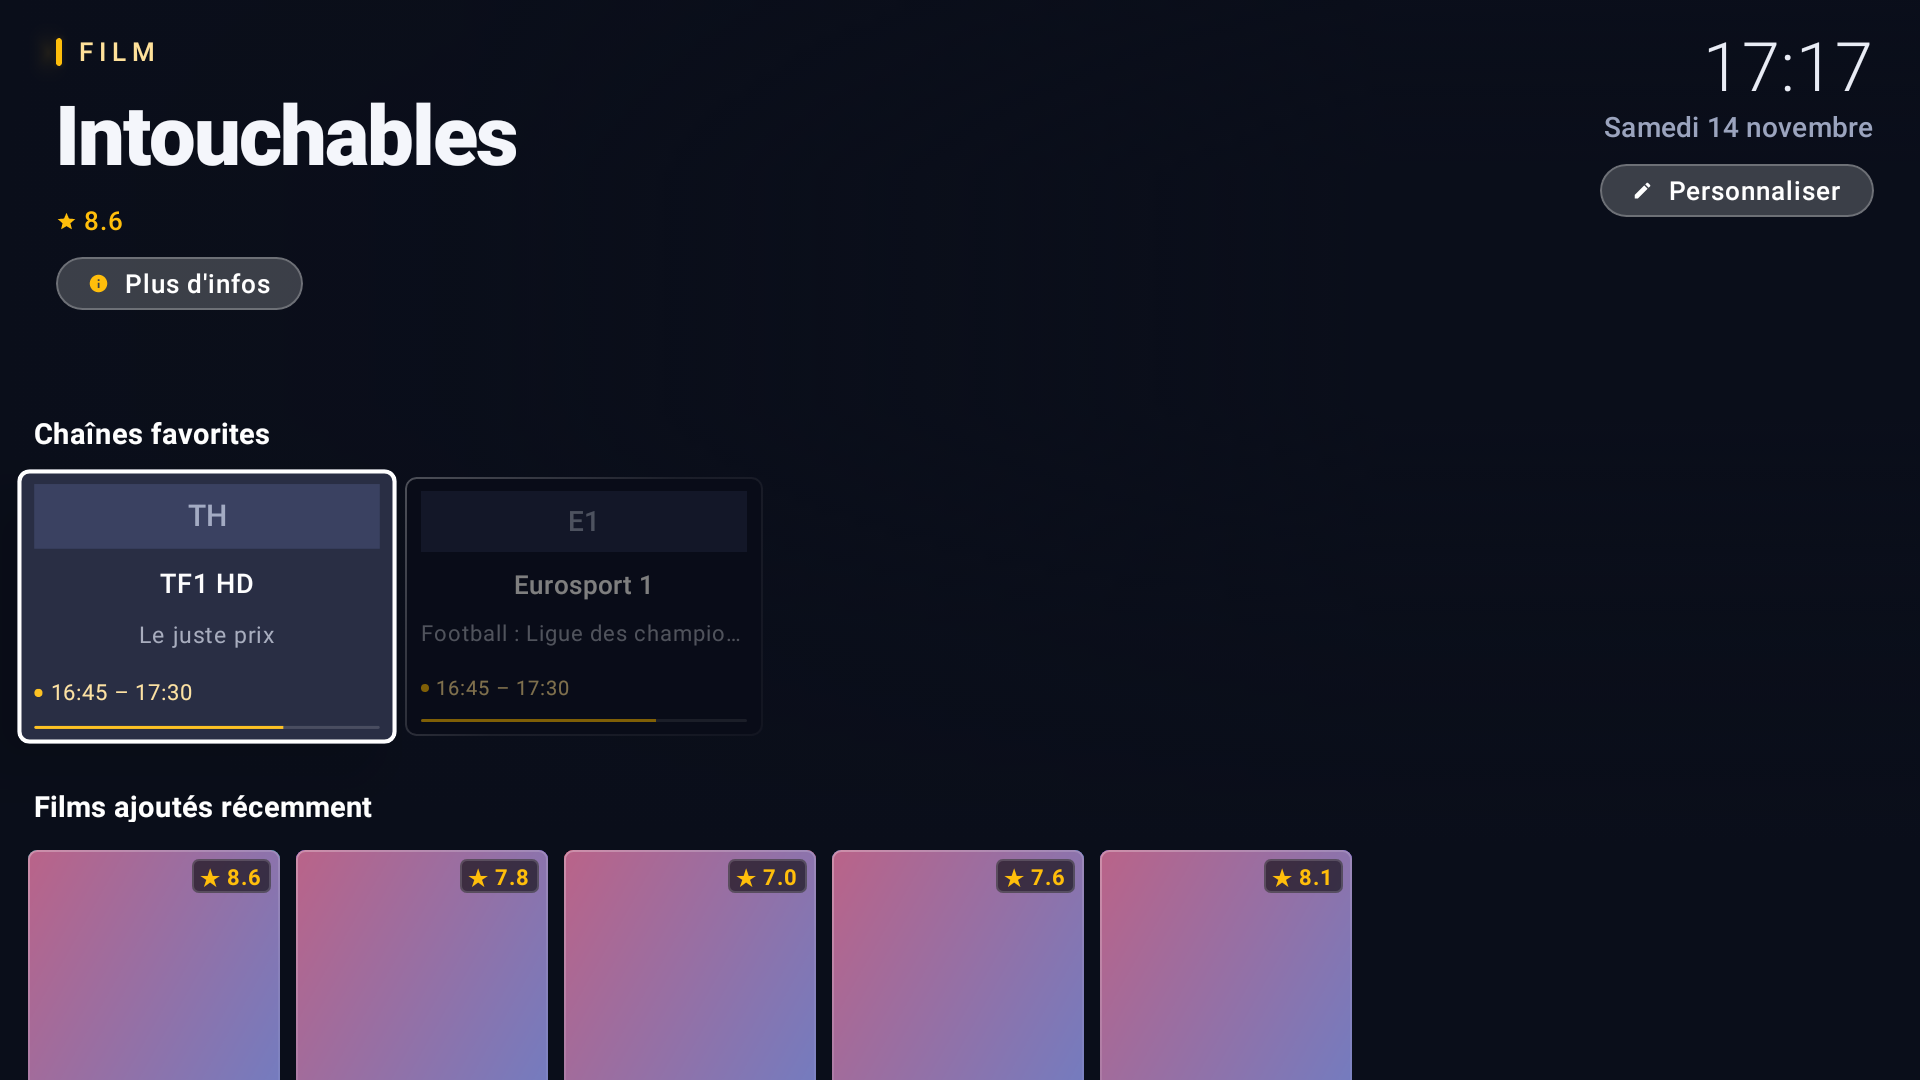 FILM
Intouchables
★ 8.6
Plus d'infos
17:17
Samedi 14 novembre
Personnaliser
Chaînes favorites
TH
TF1 HD
Le juste prix
16:45 – 17:30
E1
Eurosport 1
Football : Ligue des champio…
16:45 – 17:30
Films ajoutés récemment
★ 8.6
★ 7.8
★ 7.0
★ 7.6
★ 8.1